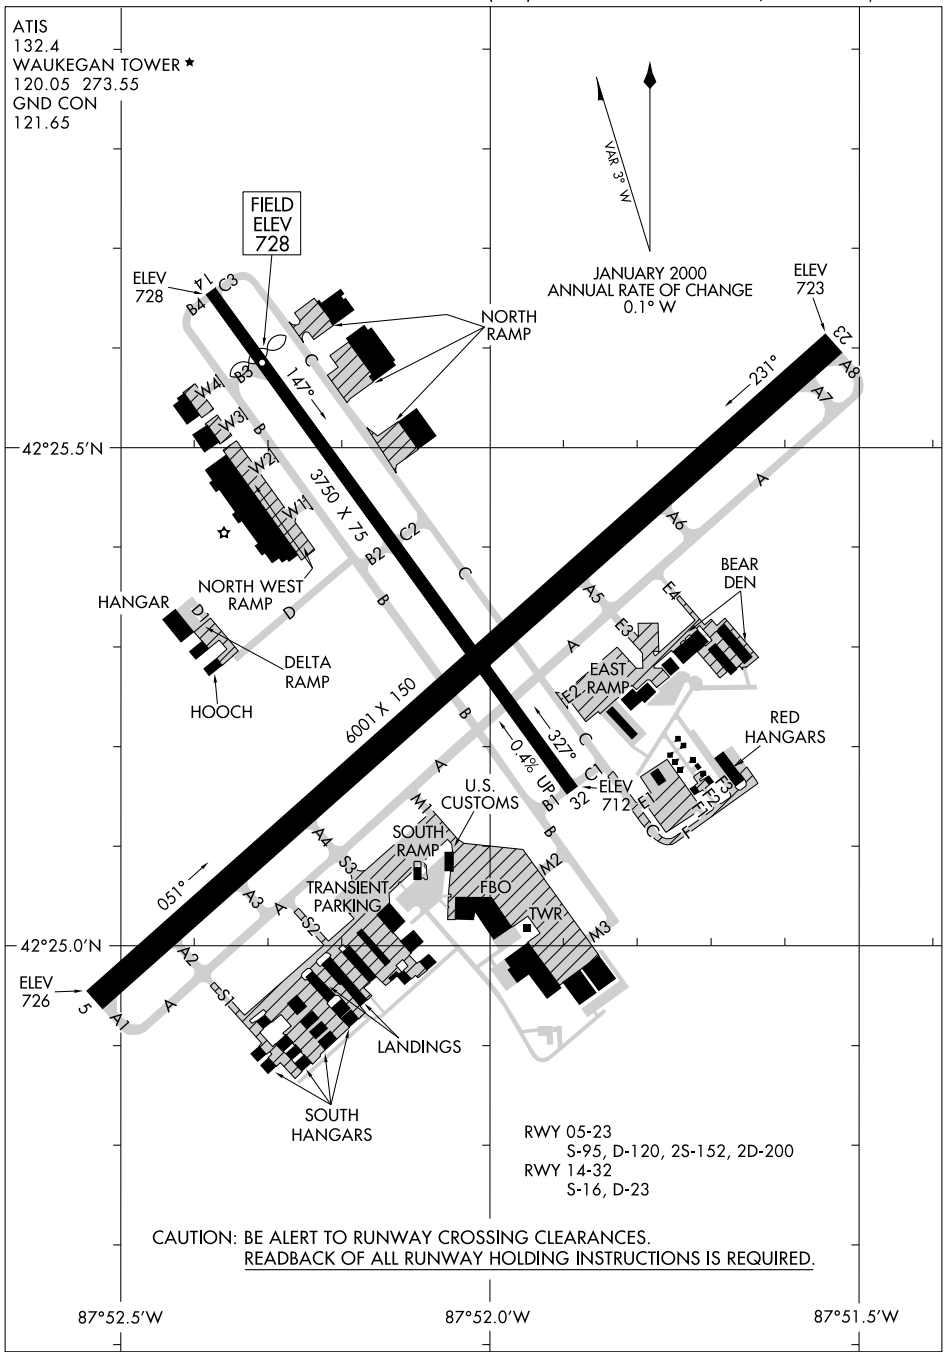 ATIS
132.4
WAUKEGAN TOWER★
120.05 273.55
GND CON
121.65
VAR 3° W
JANUARY 2000
ANNUAL RATE OF CHANGE
0.1° W
FIELD
ELEV
728
ELEV
728
14
C3
B4
NORTH
RAMP
ELEV
723
23
A8
A7
231°
C
B3
147°
W4
W3
B
W2
W1
42°25.5'N
3750 X 75
A
A6
C2
B2
C
NORTH WEST
RAMP
B
D
HANGAR
D1
DELTA
RAMP
HOOCH
BEAR
DEN
A5
E4
E3
A
EAST
RAMP
E2
6001 X 150
B
RED
HANGARS
C
327°
0.4% UP
A
C1
ELEV
712
32
B1
U.S.
CUSTOMS
M1
E1
F1
F2
F3
C
F
SOUTH
RAMP
A4
S3
B
M2
TRANSIENT
PARKING
FBO
051°
A3
A
S2
TWR
M3
42°25.0'N
A2
ELEV
726
S1
5
A1
A
LANDINGS
SOUTH
HANGARS
RWY 05-23
S-95, D-120, 2S-152, 2D-200
RWY 14-32
S-16, D-23
CAUTION: BE ALERT TO RUNWAY CROSSING CLEARANCES.
READBACK OF ALL RUNWAY HOLDING INSTRUCTIONS IS REQUIRED.
87°52.5'W
87°52.0'W
87°51.5'W